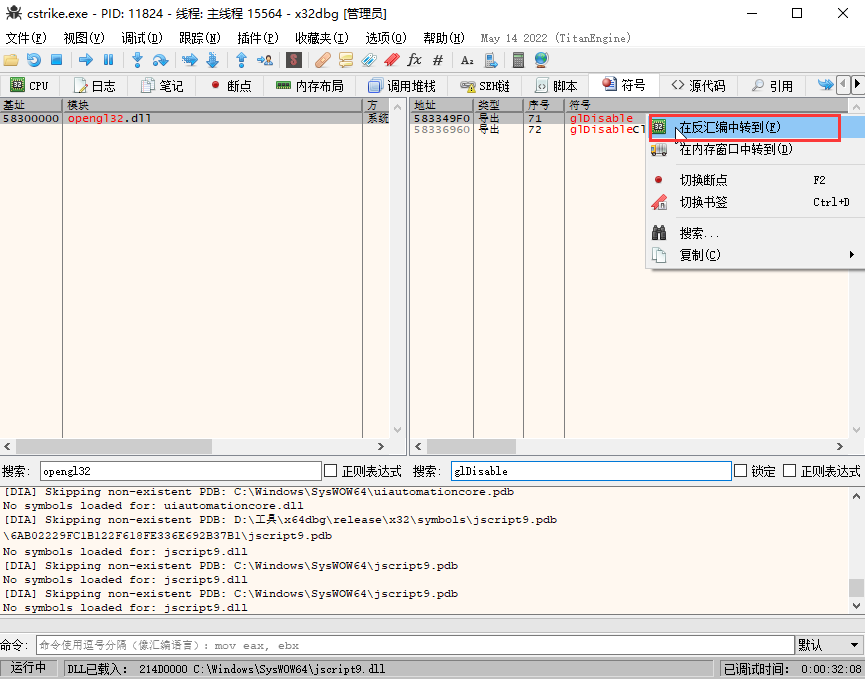 cstrike.exe - PID: 11824 - 线程: 主线程 15564 - x32dbg [管理员]
文件(F) 视图(V) 调试(D) 跟踪(N) 插件(P) 收藏夹(I) 选项(O) 帮助(H) May 14 2022 (TitanEngine)
CPU 日志 笔记 断点 内存布局 调用堆栈 SEH链 脚本 符号 源代码 引用
基址 模块 方 地址 类型 序号 符号
58300000 opengl32.dll 系统 583349F0 导出 71 glDisable
58336960 导出 72 glDisableCl
在反汇编中转到(F)
在内存窗口中转到(D)
切换断点 F2
切换书签 Ctrl+D
搜索...
复制(C)
搜索: opengl32 正则表达式 搜索: glDisable 锁定 正则表达式
[DIA] Skipping non-existent PDB: C:\Windows\SysWOW64\uiautomationcore.pdb
No symbols loaded for: uiautomationcore.dll
[DIA] Skipping non-existent PDB: D:\工具\x64dbg\release\x32\symbols\jscript9.pdb
\6AB02229FC1B122F618FE336E692B37B1\jscript9.pdb
No symbols loaded for: jscript9.dll
[DIA] Skipping non-existent PDB: C:\Windows\SysWOW64\jscript9.pdb
No symbols loaded for: jscript9.dll
[DIA] Skipping non-existent PDB: C:\Windows\SysWOW64\jscript9.pdb
No symbols loaded for: jscript9.dll
命令: 命令使用逗号分隔（像汇编语言）: mov eax, ebx 默认
运行中 DLL已载入: 214D0000 C:\Windows\SysWOW64\jscript9.dll 已调试时间: 0:00:32:08